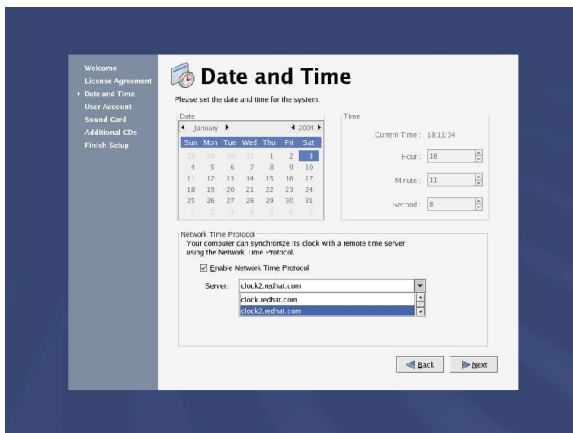 Welcome
License Agreement
Date and Time
User Account
Sound Card
Additional CDs
Finish Setup
Date and Time
Please set the date and time for the system.
Date
January 2004
Sun Mon Tue Wed Thu Fri Sat
28 29 30 31 1 2 3
4 5 6 7 8 9 10
11 12 13 14 15 16 17
18 19 20 21 22 23 24
25 26 27 28 29 30 31
1 2 3 4 5 6 7
Time
Current Time : 18:11:34
Hour : 18
Minute : 11
Second : 8
Network Time Protocol
Your computer can synchronize its clock with a remote time server
using the Network Time Protocol.
Enable Network Time Protocol
Server: clock2.redhat.com
clock.redhat.com
clock2.redhat.com
Back Next